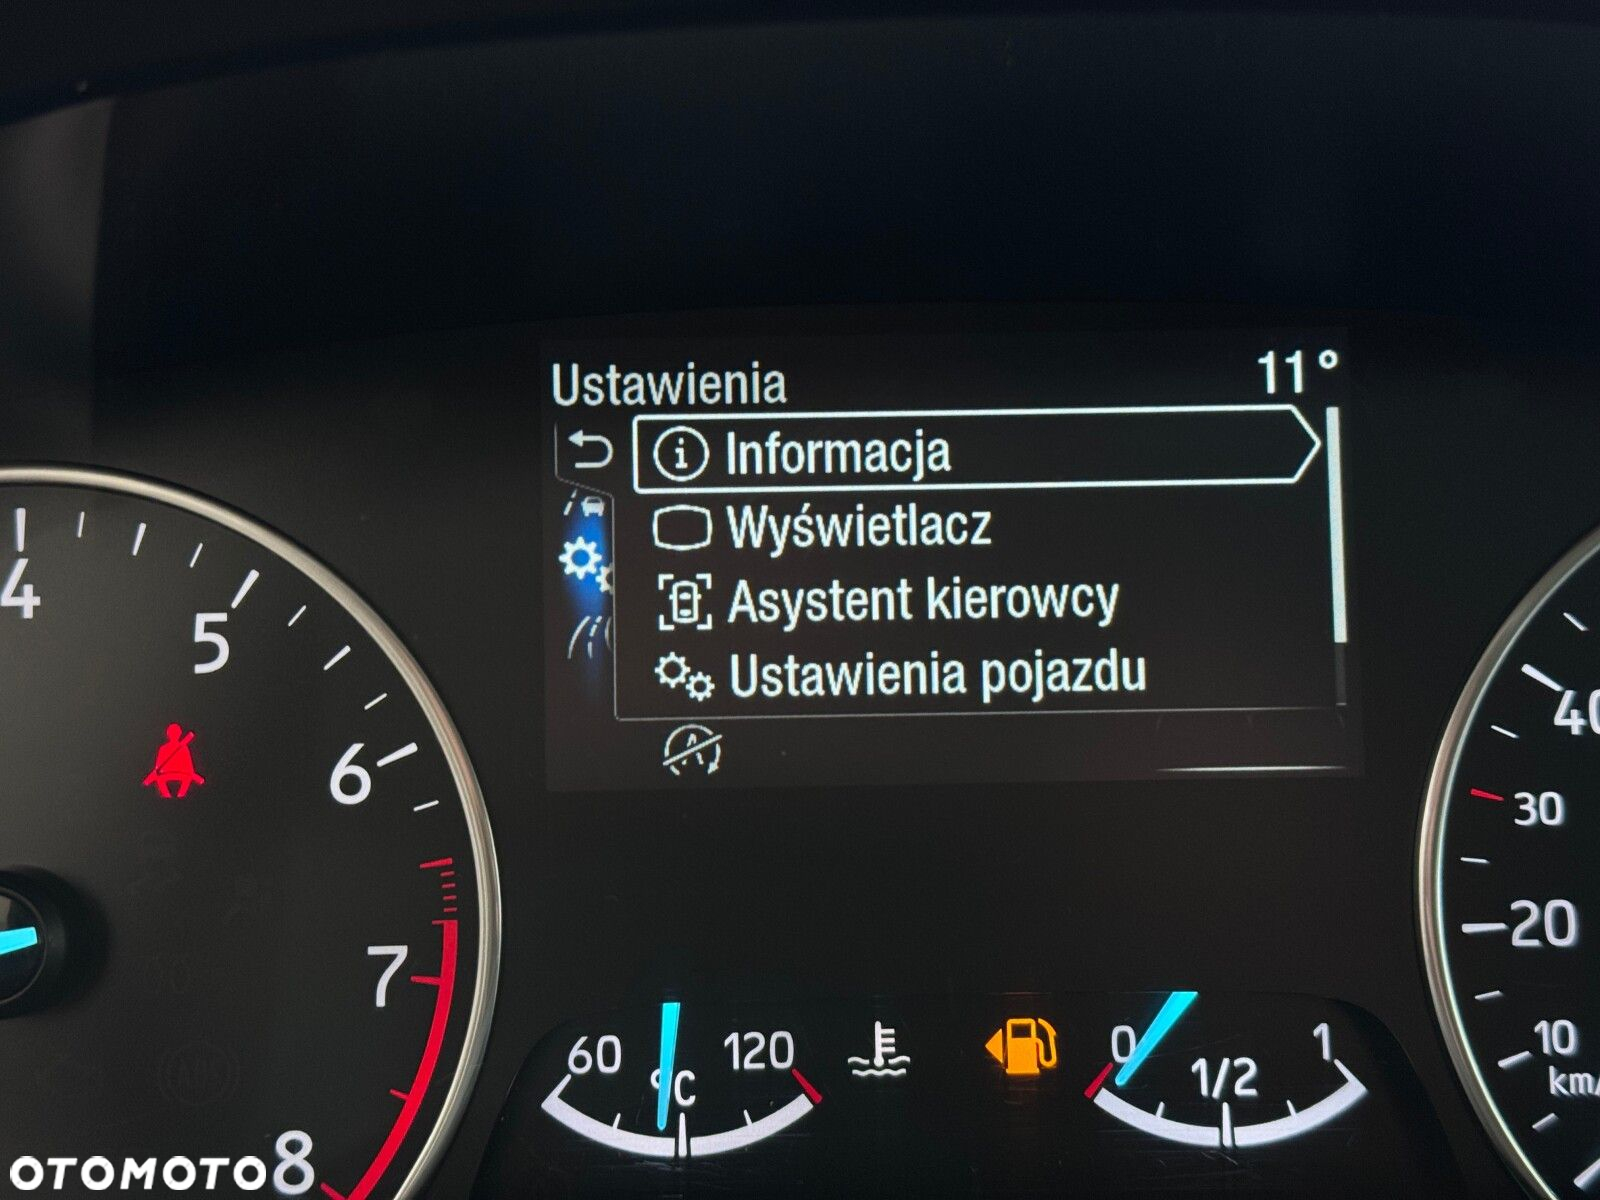 Ustawienia 11°
Informacja
Wyświetlacz
Asystent kierowcy
Ustawienia pojazdu
4
5
6
7
8
60 °C 120
0 1/2 1
40
30
20
10
km/
OTOMOTO